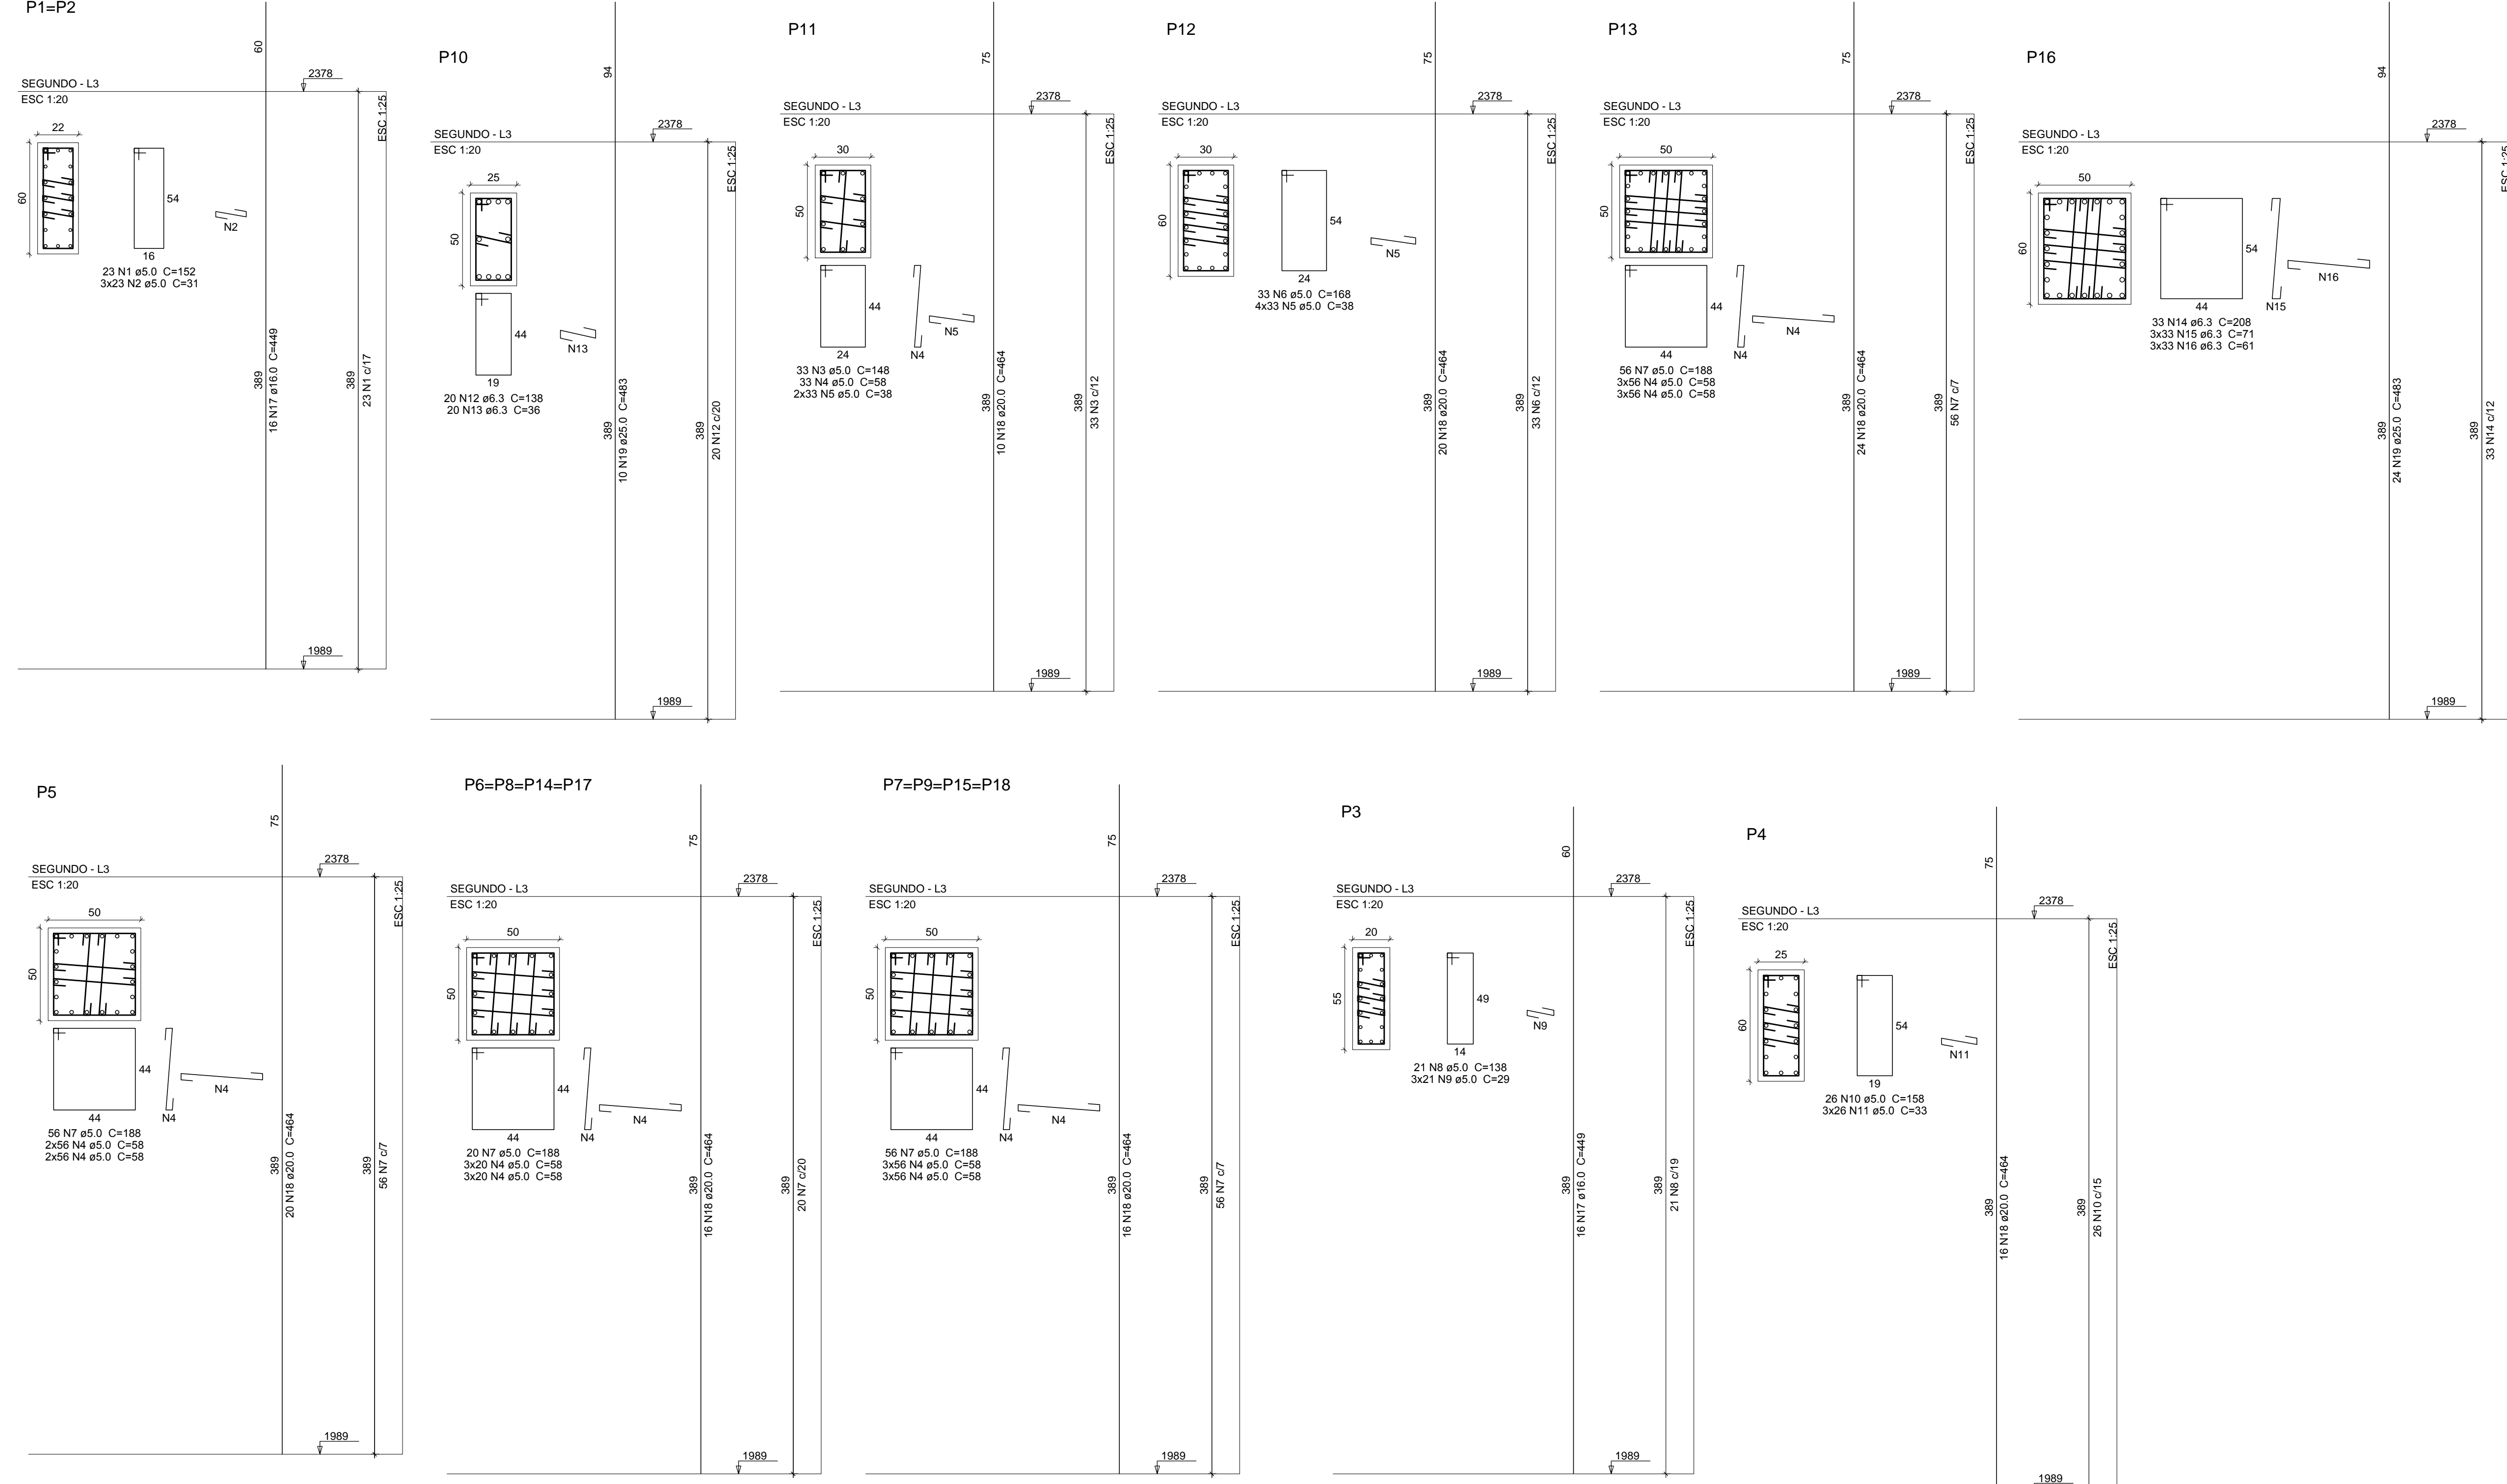 P1=P2
60
2378
SEGUNDO - L3
ESC 1:20
ESC 1:25
22
60
54
16
N2
23 N1 ø5.0 C=152
3x23 N2 ø5.0 C=31
389
16 N17 ø16.0 C=449
389
23 N1 c/17
1989
P10
94
2378
SEGUNDO - L3
ESC 1:20
ESC 1:25
25
50
44
19
N13
20 N12 ø6.3 C=138
20 N13 ø6.3 C=36
389
10 N19 ø25.0 C=483
389
20 N12 c/20
1989
P11
75
2378
SEGUNDO - L3
ESC 1:20
ESC 1:25
30
50
44
24
N4
N5
33 N3 ø5.0 C=148
33 N4 ø5.0 C=58
2x33 N5 ø5.0 C=38
389
10 N18 ø20.0 C=464
389
33 N3 c/12
1989
P12
75
2378
SEGUNDO - L3
ESC 1:20
ESC 1:25
30
60
54
24
N5
33 N6 ø5.0 C=168
4x33 N5 ø5.0 C=38
389
20 N18 ø20.0 C=464
389
33 N6 c/12
1989
P13
75
2378
SEGUNDO - L3
ESC 1:20
ESC 1:25
50
50
44
44
N4
N4
56 N7 ø5.0 C=188
3x56 N4 ø5.0 C=58
3x56 N4 ø5.0 C=58
389
24 N18 ø20.0 C=464
389
56 N7 c/7
1989
P16
94
2378
SEGUNDO - L3
ESC 1:20
ESC 1:25
50
60
54
44
N15
N16
33 N14 ø6.3 C=208
3x33 N15 ø6.3 C=71
3x33 N16 ø6.3 C=61
389
24 N19 ø25.0 C=483
389
33 N14 c/12
1989
P5
75
2378
SEGUNDO - L3
ESC 1:20
ESC 1:25
50
50
44
44
N4
N4
56 N7 ø5.0 C=188
2x56 N4 ø5.0 C=58
2x56 N4 ø5.0 C=58
389
20 N18 ø20.0 C=464
389
56 N7 c/7
1989
P6=P8=P14=P17
75
2378
SEGUNDO - L3
ESC 1:20
ESC 1:25
50
50
44
44
N4
N4
20 N7 ø5.0 C=188
3x20 N4 ø5.0 C=58
3x20 N4 ø5.0 C=58
389
16 N18 ø20.0 C=464
389
20 N7 c/20
1989
P7=P9=P15=P18
75
2378
SEGUNDO - L3
ESC 1:20
ESC 1:25
50
50
44
44
N4
N4
56 N7 ø5.0 C=188
3x56 N4 ø5.0 C=58
3x56 N4 ø5.0 C=58
389
16 N18 ø20.0 C=464
389
56 N7 c/7
1989
P3
60
2378
SEGUNDO - L3
ESC 1:20
ESC 1:25
20
55
49
14
N9
21 N8 ø5.0 C=138
3x21 N9 ø5.0 C=29
389
16 N17 ø16.0 C=449
389
21 N8 c/19
1989
P4
75
2378
SEGUNDO - L3
ESC 1:20
ESC 1:25
25
60
54
19
N11
26 N10 ø5.0 C=158
3x26 N11 ø5.0 C=33
389
16 N18 ø20.0 C=464
389
26 N10 c/15
1989